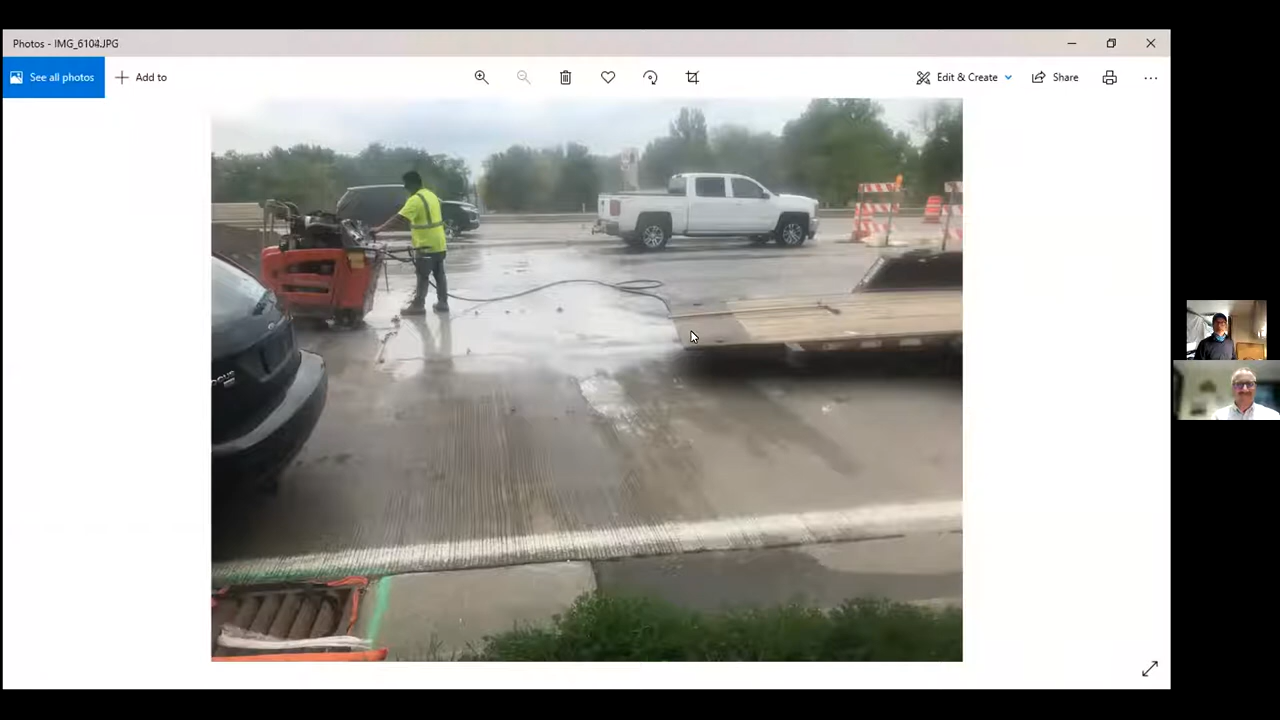 Photos - IMG_6104.JPG
See all photos
Add to
Edit & Create
Share